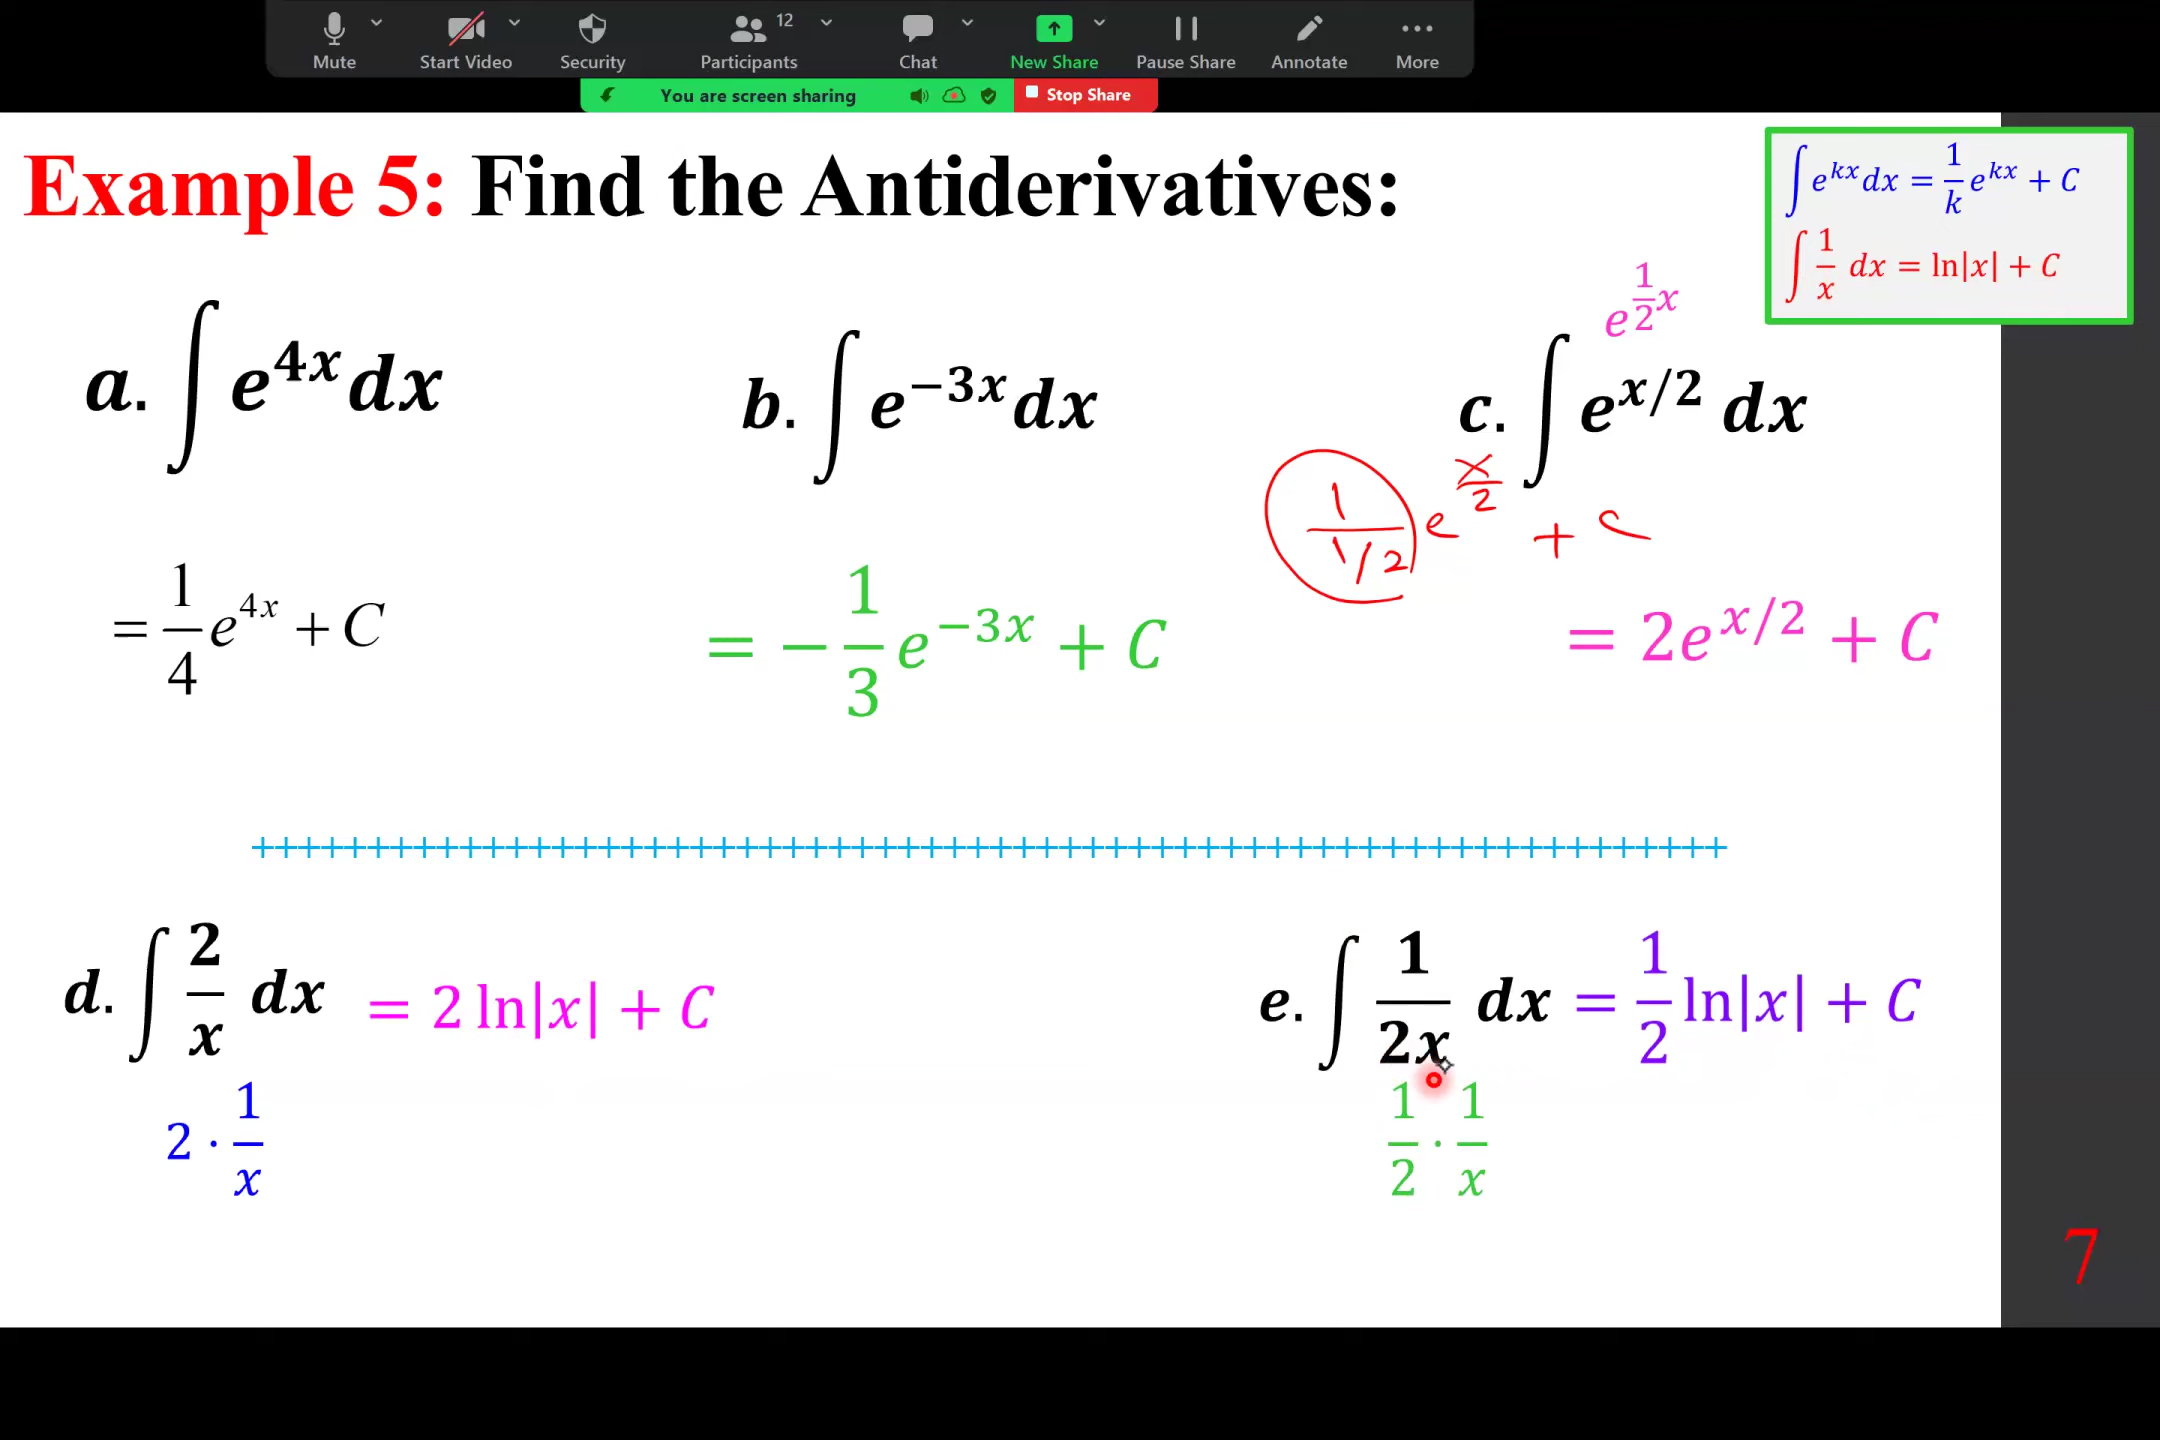 Mute
Start Video
Security
Participants 12
Chat
New Share
Pause Share
Annotate
More
You are screen sharing
Stop Share
Example 5: Find the Antiderivatives:
∫ e^{kx} dx = 1/k e^{kx} + C
∫ 1/x dx = ln|x| + C
e^{1/2 x}
a. ∫ e^{4x} dx
b. ∫ e^{-3x} dx
c. ∫ e^{x/2} dx
1/(1/2) e^{x/2} + C
= 1/4 e^{4x} + C
= -1/3 e^{-3x} + C
= 2e^{x/2} + C
+++++++++++++++++++++++++++++++++++++++++++++++++++++++++++++++++
d. ∫ 2/x dx = 2 ln|x| + C
e. ∫ 1/2x dx = 1/2 ln|x| + C
2 · 1/x
1/2 · 1/x
7